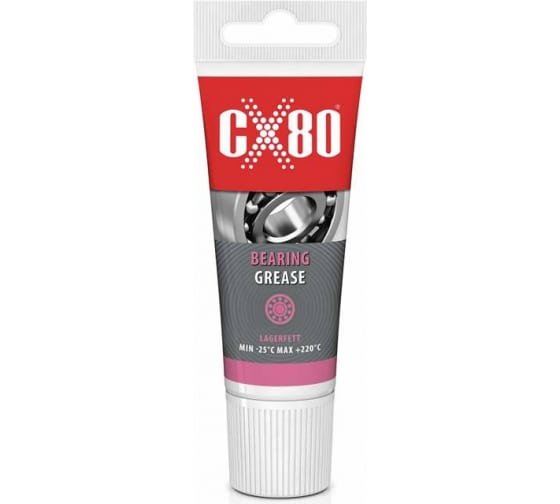 CX80®
BEARING
GREASE
LAGERFETT
MIN -25°C MAX +220°C